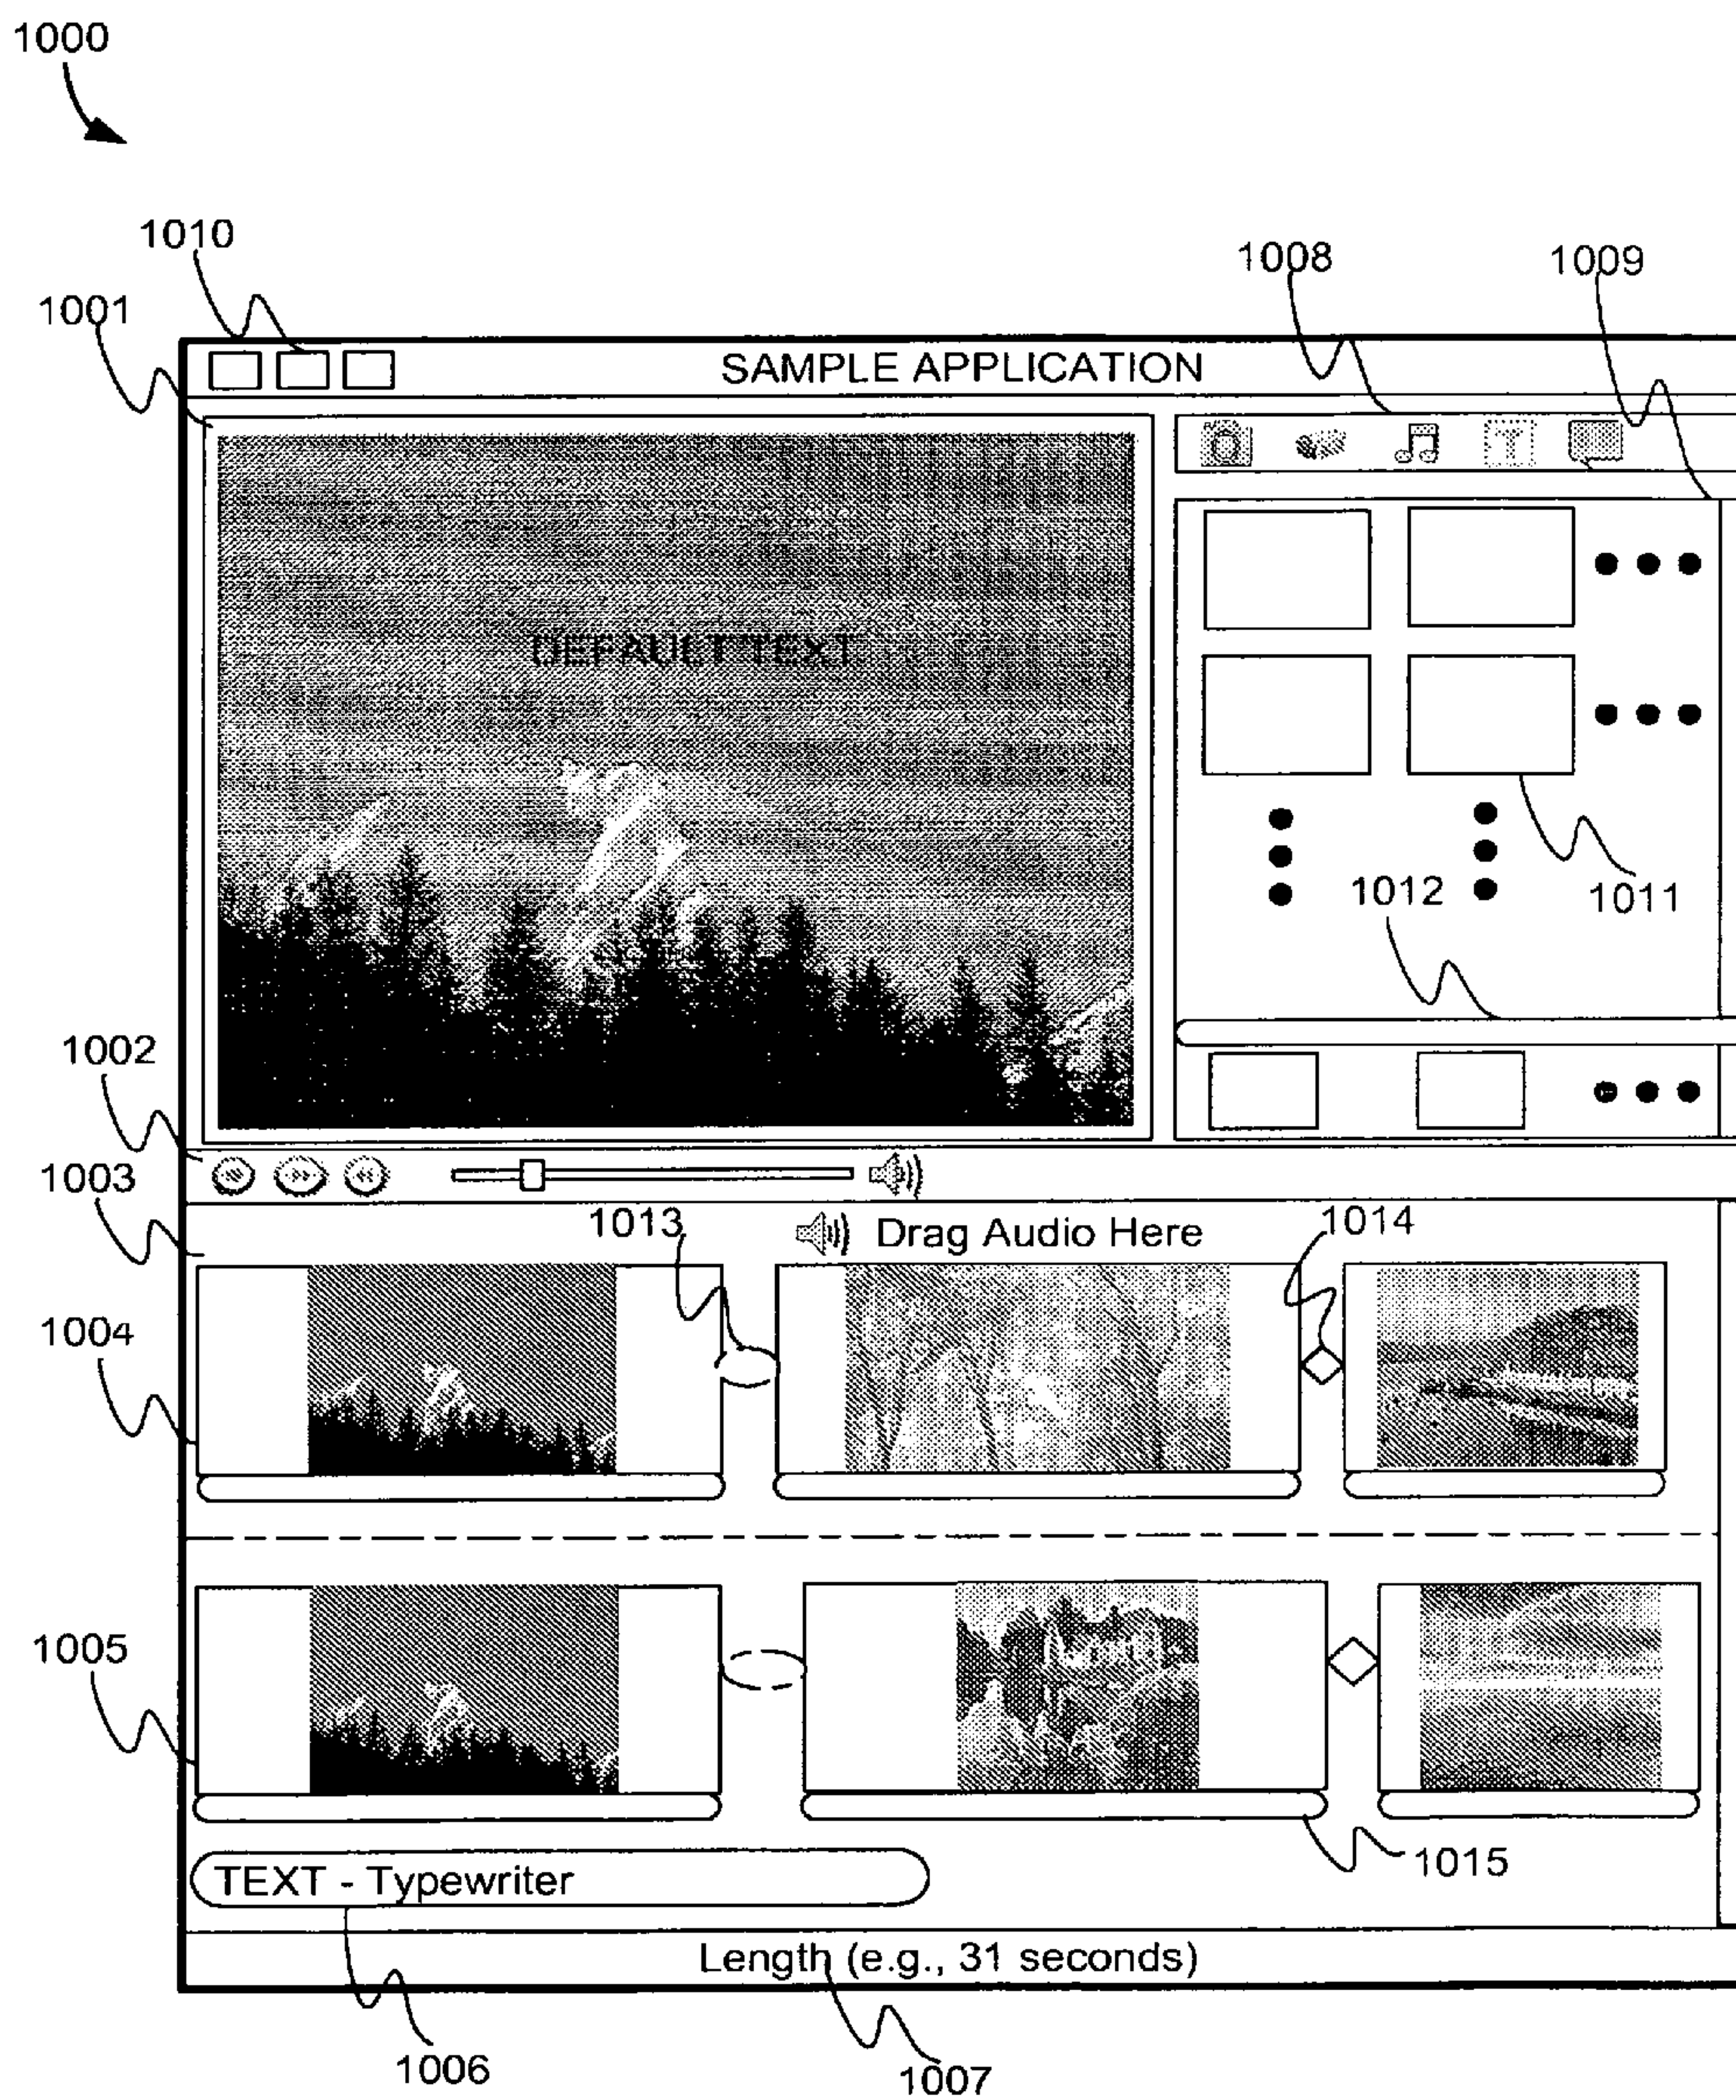 1000
1010
1008
1009
1001
SAMPLE APPLICATION
T
DEFAULT TEXT
1011
1012
1002
1003
1013
Drag Audio Here
1014
1004
1005
1015
TEXT - Typewriter
Length (e.g., 31 seconds)
1006
1007